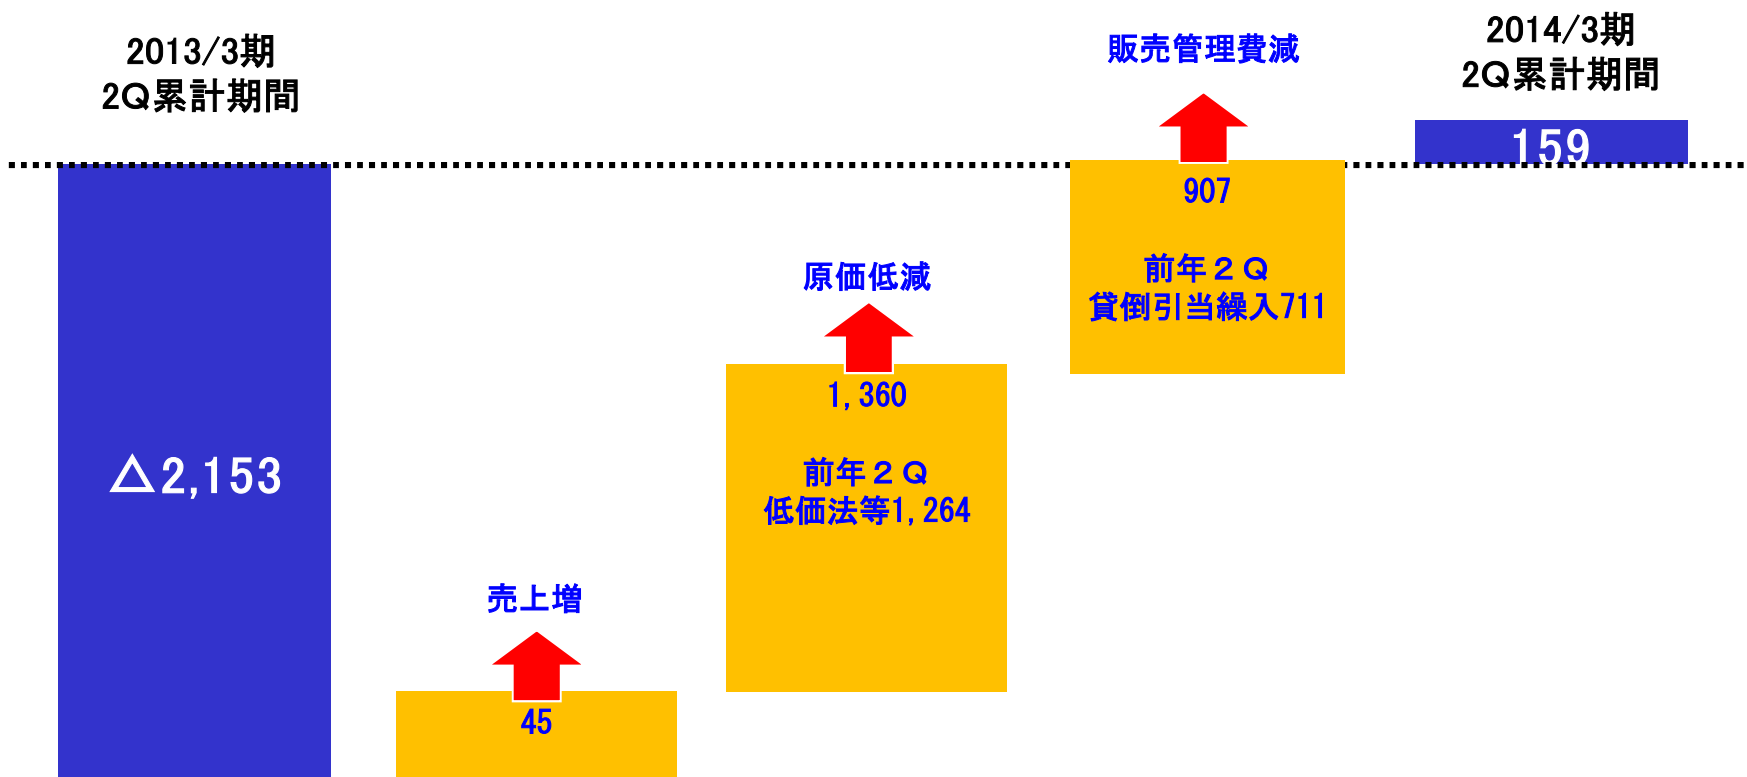 2013/3期
2Q累計期間
△2,153
売上増
45
原価低減
1,360
前年２Ｑ
低価法等1,264
販売管理費減
907
前年２Ｑ
貸倒引当繰入711
2014/3期
2Q累計期間
159